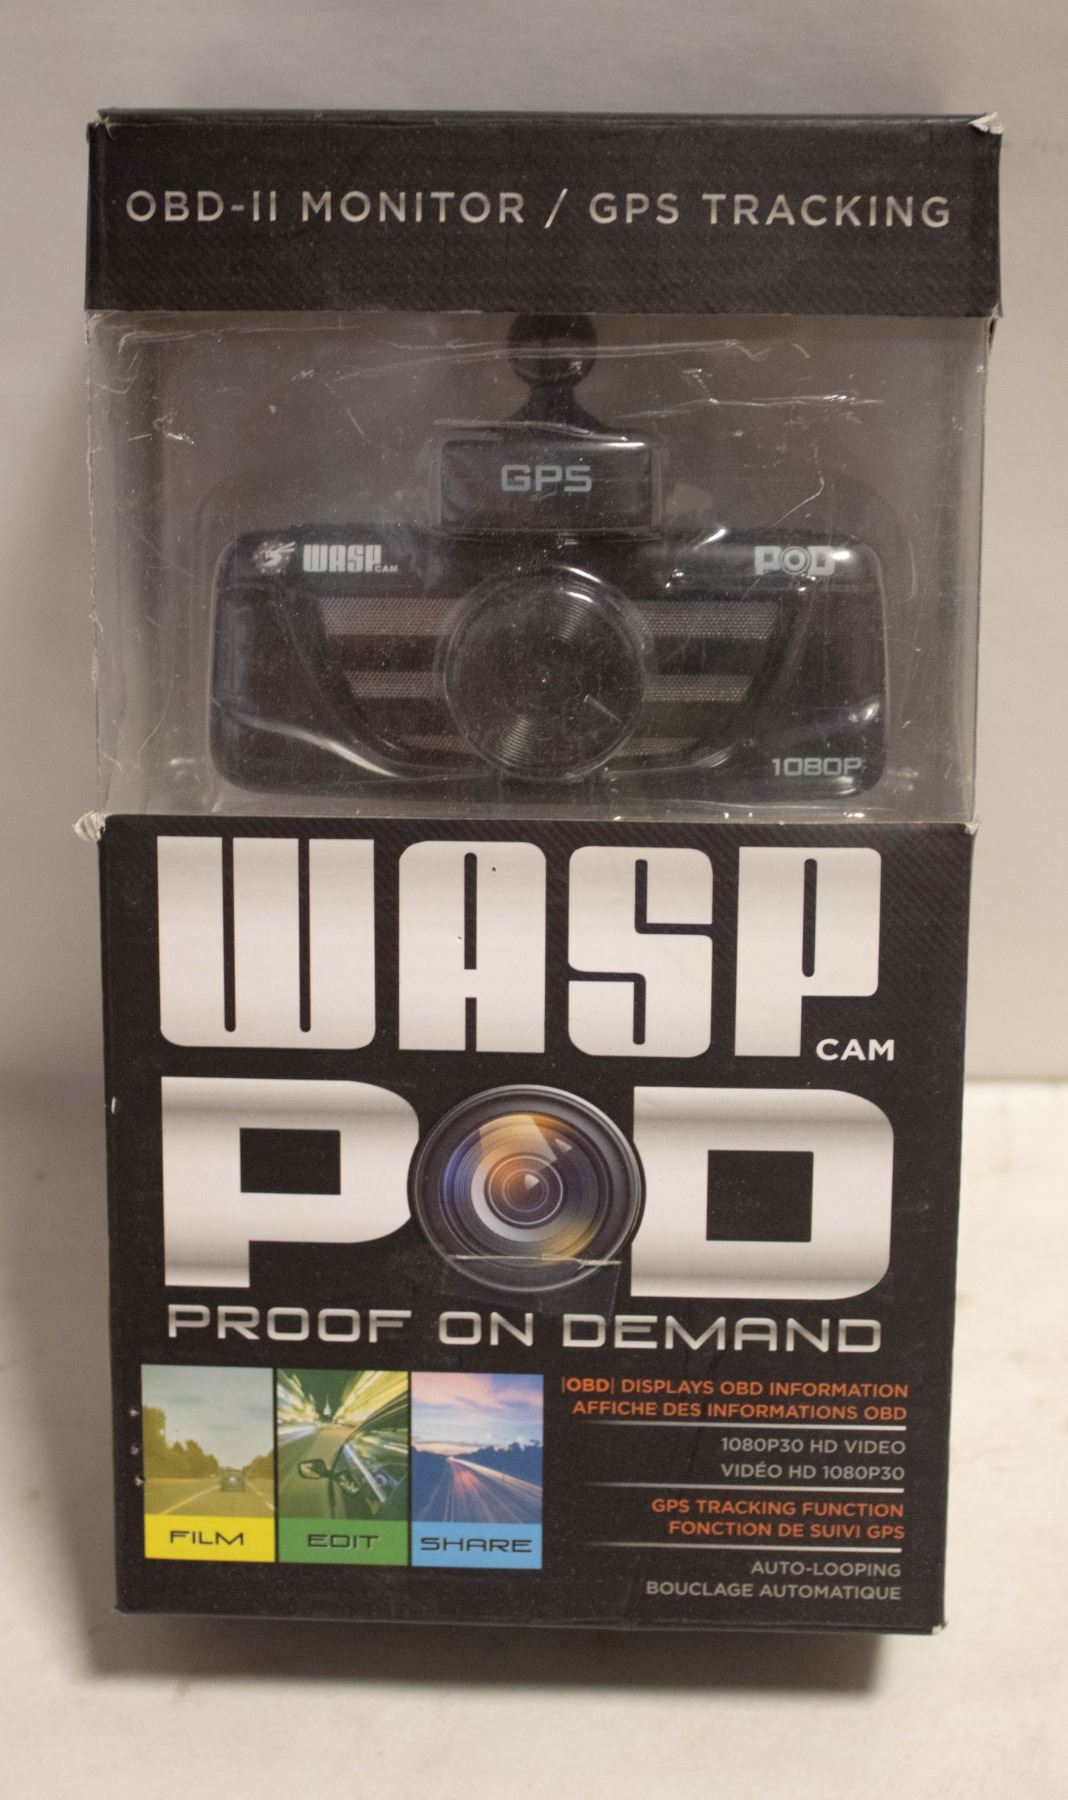 OBD-II MONITOR / GPS TRACKING
GPS
WASP CAM
POD
1080P
WASP CAM
POD
PROOF ON DEMAND
FILM
EDIT
SHARE
|OBD| DISPLAYS OBD INFORMATION
AFFICHE DES INFORMATIONS OBD
1080P30 HD VIDEO
VIDÉO HD 1080P30
GPS TRACKING FUNCTION
FONCTION DE SUIVI GPS
AUTO-LOOPING
BOUCLAGE AUTOMATIQUE